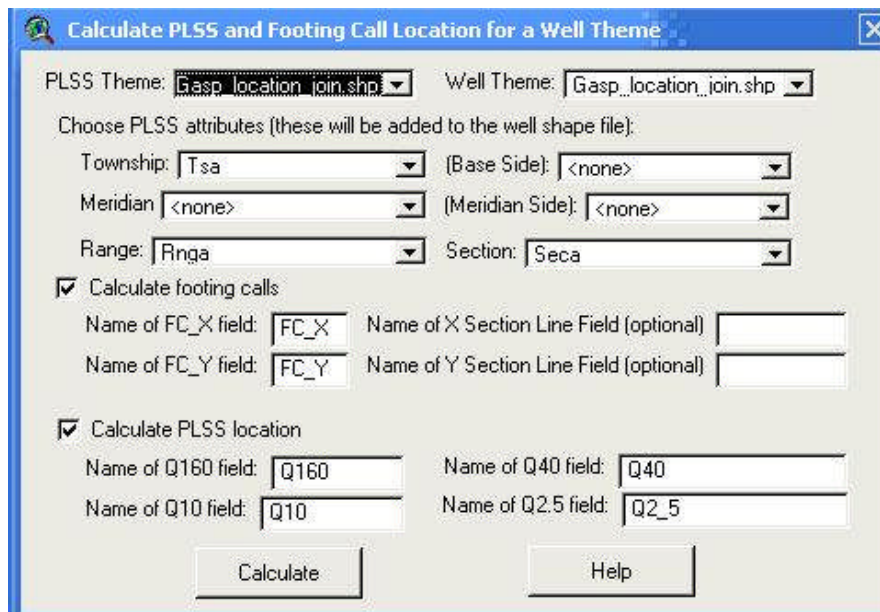 Calculate PLSS and Footing Call Location for a Well Theme
PLSS Theme: Gasp_location_join.shp Well Theme: Gasp_location_join.shp
Choose PLSS attributes (these will be added to the well shape file):
Township: Tsa (Base Side): <none>
Meridian <none> (Meridian Side): <none>
Range: Rnga Section: Seca
Calculate footing calls
Name of FC_X field: FC_X Name of X Section Line Field (optional)
Name of FC_Y field: FC_Y Name of Y Section Line Field (optional)
Calculate PLSS location
Name of Q160 field: Q160 Name of Q40 field: Q40
Name of Q10 field: Q10 Name of Q2.5 field: Q2_5
Calculate Help